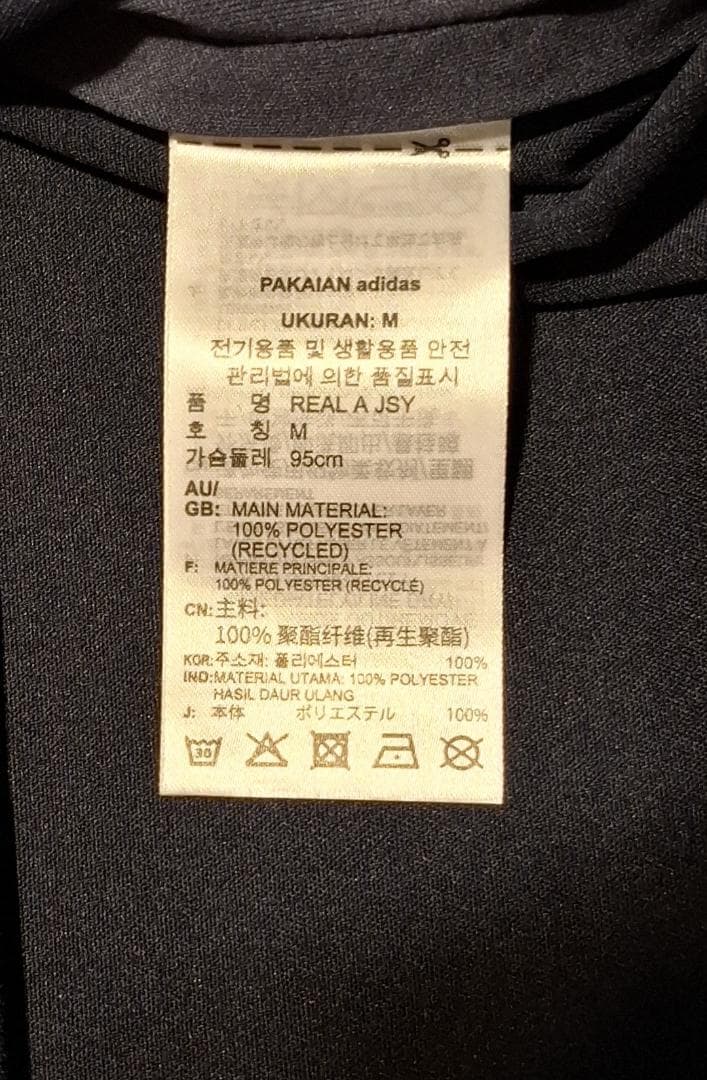 PAKAIAN adidas
UKURAN: M
전기용품 및 생활용품 안전
관리법에 의한 품질표시
품 명 REAL A JSY
호 칭 M
가슴둘레 95cm
AU/
GB: MAIN MATERIAL:
100% POLYESTER
(RECYCLED)
F: MATIERE PRINCIPALE:
100% POLYESTER (RECYCLÉ)
CN: 主料:
100% 聚酯纤维(再生聚酯)
KOR: 주소재: 폴리에스터 100%
IND: MATERIAL UTAMA: 100% POLYESTER
HASIL DAUR ULANG
J: 本体 ポリエステル 100%
30